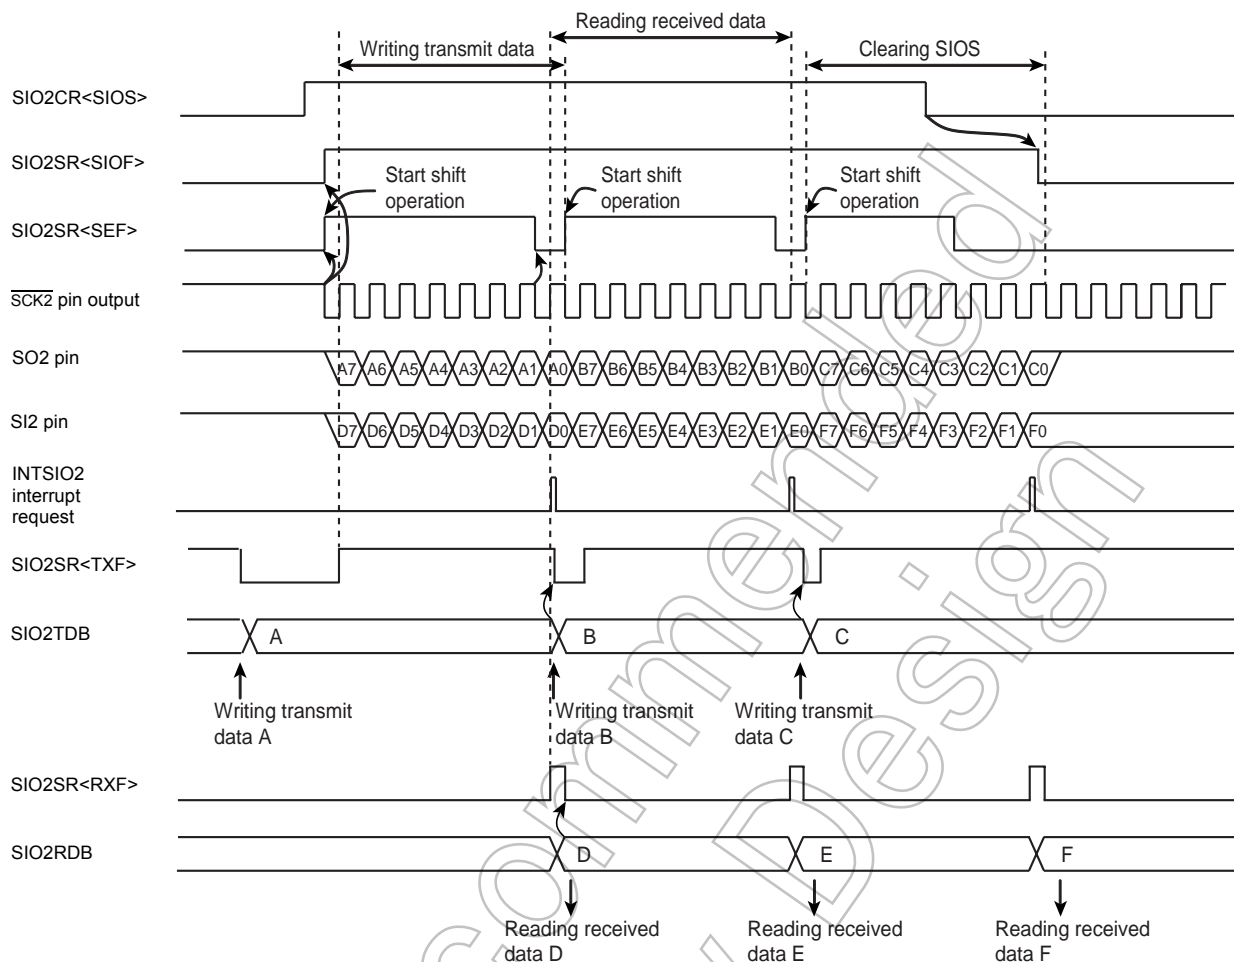 Reading received data
Writing transmit data
Clearing SIOS
SIO2CR<SIOS>
SIO2SR<SIOF>
Start shift
operation
Start shift
operation
Start shift
operation
SIO2SR<SEF>
SCK2 pin output
SO2 pin
A7 A6 A5 A4 A3 A2 A1 A0 B7 B6 B5 B4 B3 B2 B1 B0 C7 C6 C5 C4 C3 C2 C1 C0
SI2 pin
D7 D6 D5 D4 D3 D2 D1 D0 E7 E6 E5 E4 E3 E2 E1 E0 F7 F6 F5 F4 F3 F2 F1 F0
INTSIO2
interrupt
request
SIO2SR<TXF>
SIO2TDB
A
B
C
Writing transmit
data A
Writing transmit
data B
Writing transmit
data C
SIO2SR<RXF>
SIO2RDB
D
E
F
Reading received
data D
Reading received
data E
Reading received
data F
commended
Design